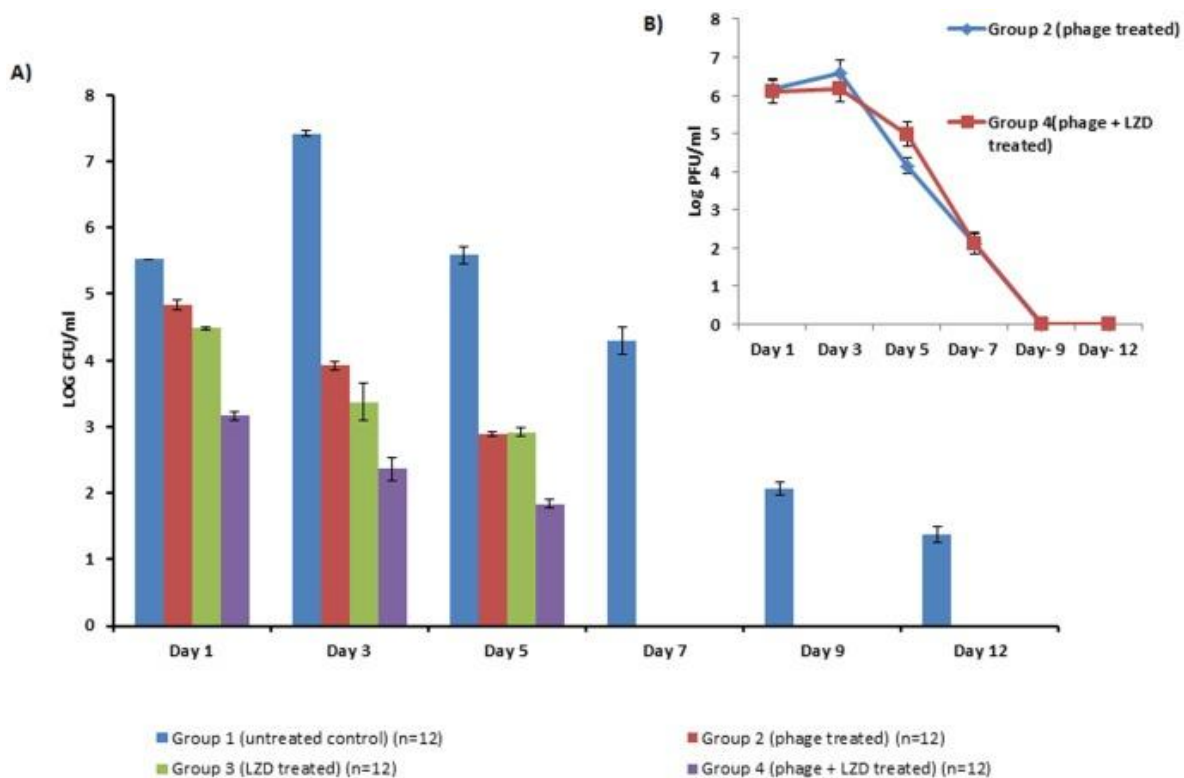 A)
LOG CFU/ml
8
7
6
5
4
3
2
1
0
Day 1
Day 3
Day 5
Day 7
Day 9
Day 12
Group 1 (untreated control) (n=12)
Group 2 (phage treated) (n=12)
Group 3 (LZD treated) (n=12)
Group 4 (phage + LZD treated) (n=12)
B)
Log PFU/ml
8
7
6
5
4
3
2
1
0
Day 1
Day 3
Day 5
Day- 7
Day- 9
Day- 12
Group 2 (phage treated)
Group 4(phage + LZD
treated)